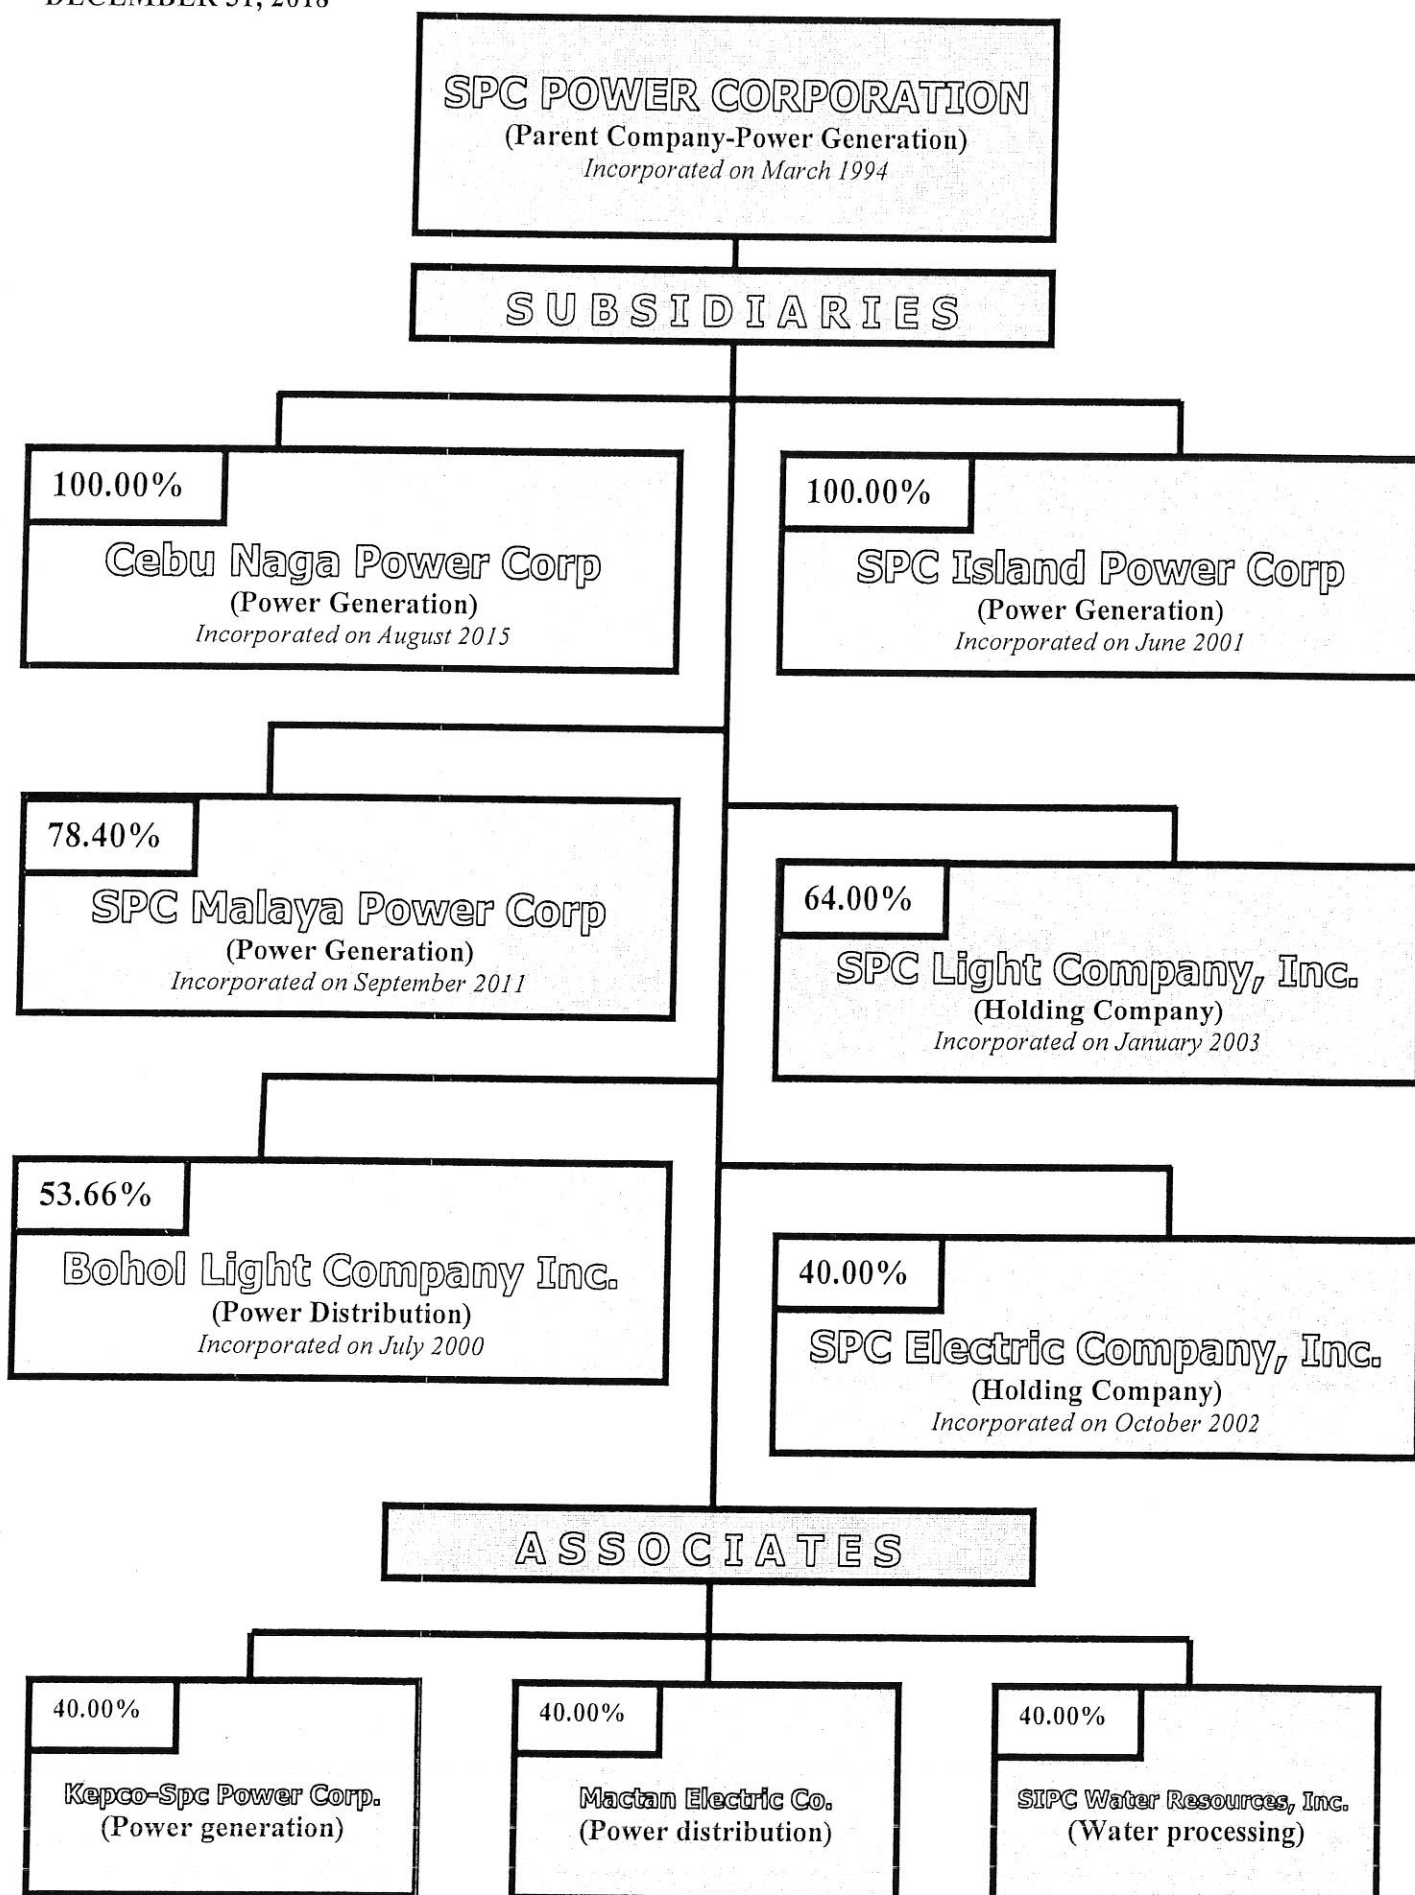 DECEMBER 31, 2018
SPC POWER CORPORATION
(Parent Company-Power Generation)
Incorporated on March 1994
SUBSIDIARIES
100.00%
Cebu Naga Power Corp
(Power Generation)
Incorporated on August 2015
100.00%
SPC Island Power Corp
(Power Generation)
Incorporated on June 2001
78.40%
SPC Malaya Power Corp
(Power Generation)
Incorporated on September 2011
64.00%
SPC Light Company, Inc.
(Holding Company)
Incorporated on January 2003
53.66%
Bohol Light Company Inc.
(Power Distribution)
Incorporated on July 2000
40.00%
SPC Electric Company, Inc.
(Holding Company)
Incorporated on October 2002
ASSOCIATES
40.00%
Kepco-Spc Power Corp.
(Power generation)
40.00%
Mactan Electric Co.
(Power distribution)
40.00%
SIPC Water Resources, Inc.
(Water processing)